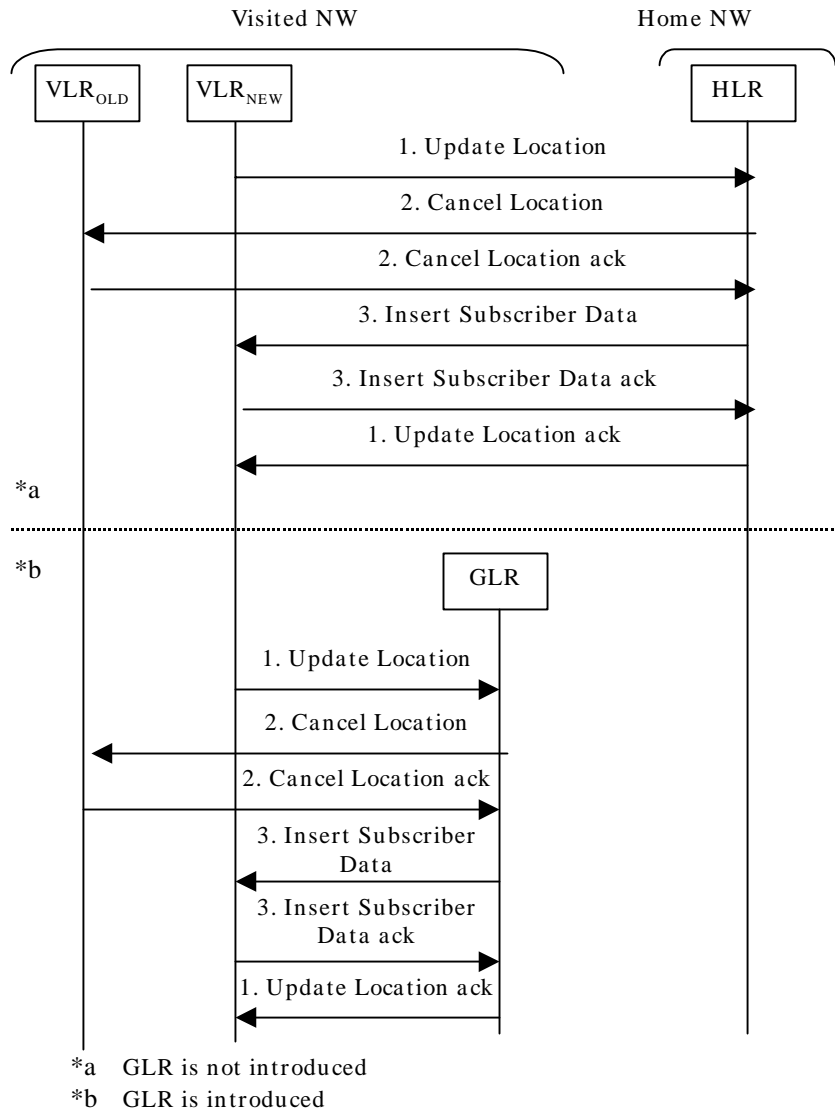 Visited NW
Home NW
VLR_OLD
VLR_NEW
HLR
1. Update Location
2. Cancel Location
2. Cancel Location ack
3. Insert Subscriber Data
3. Insert Subscriber Data ack
1. Update Location ack
*a
*b
GLR
1. Update Location
2. Cancel Location
2. Cancel Location ack
3. Insert Subscriber
Data
3. Insert Subscriber
Data ack
1. Update Location ack
*a GLR is not introduced
*b GLR is introduced